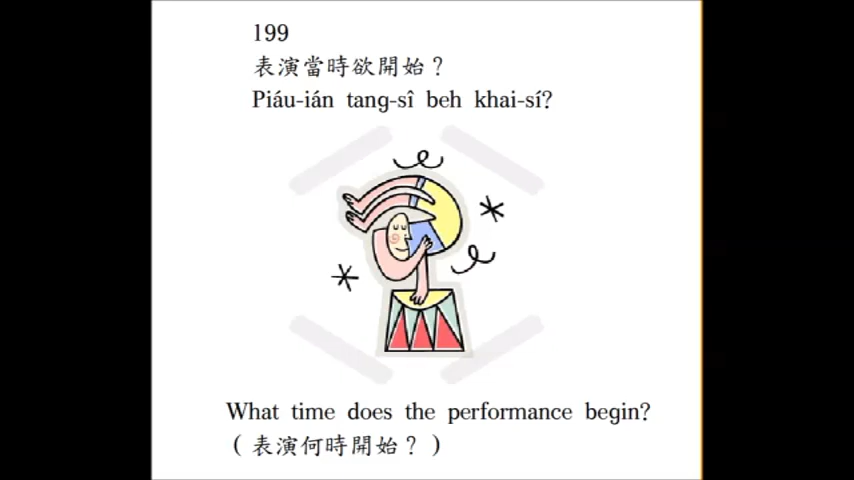 199
表演當時欲開始？
Piáu-ián tang-sî beh khai-sí?
What time does the performance begin?
（表演何時開始？）